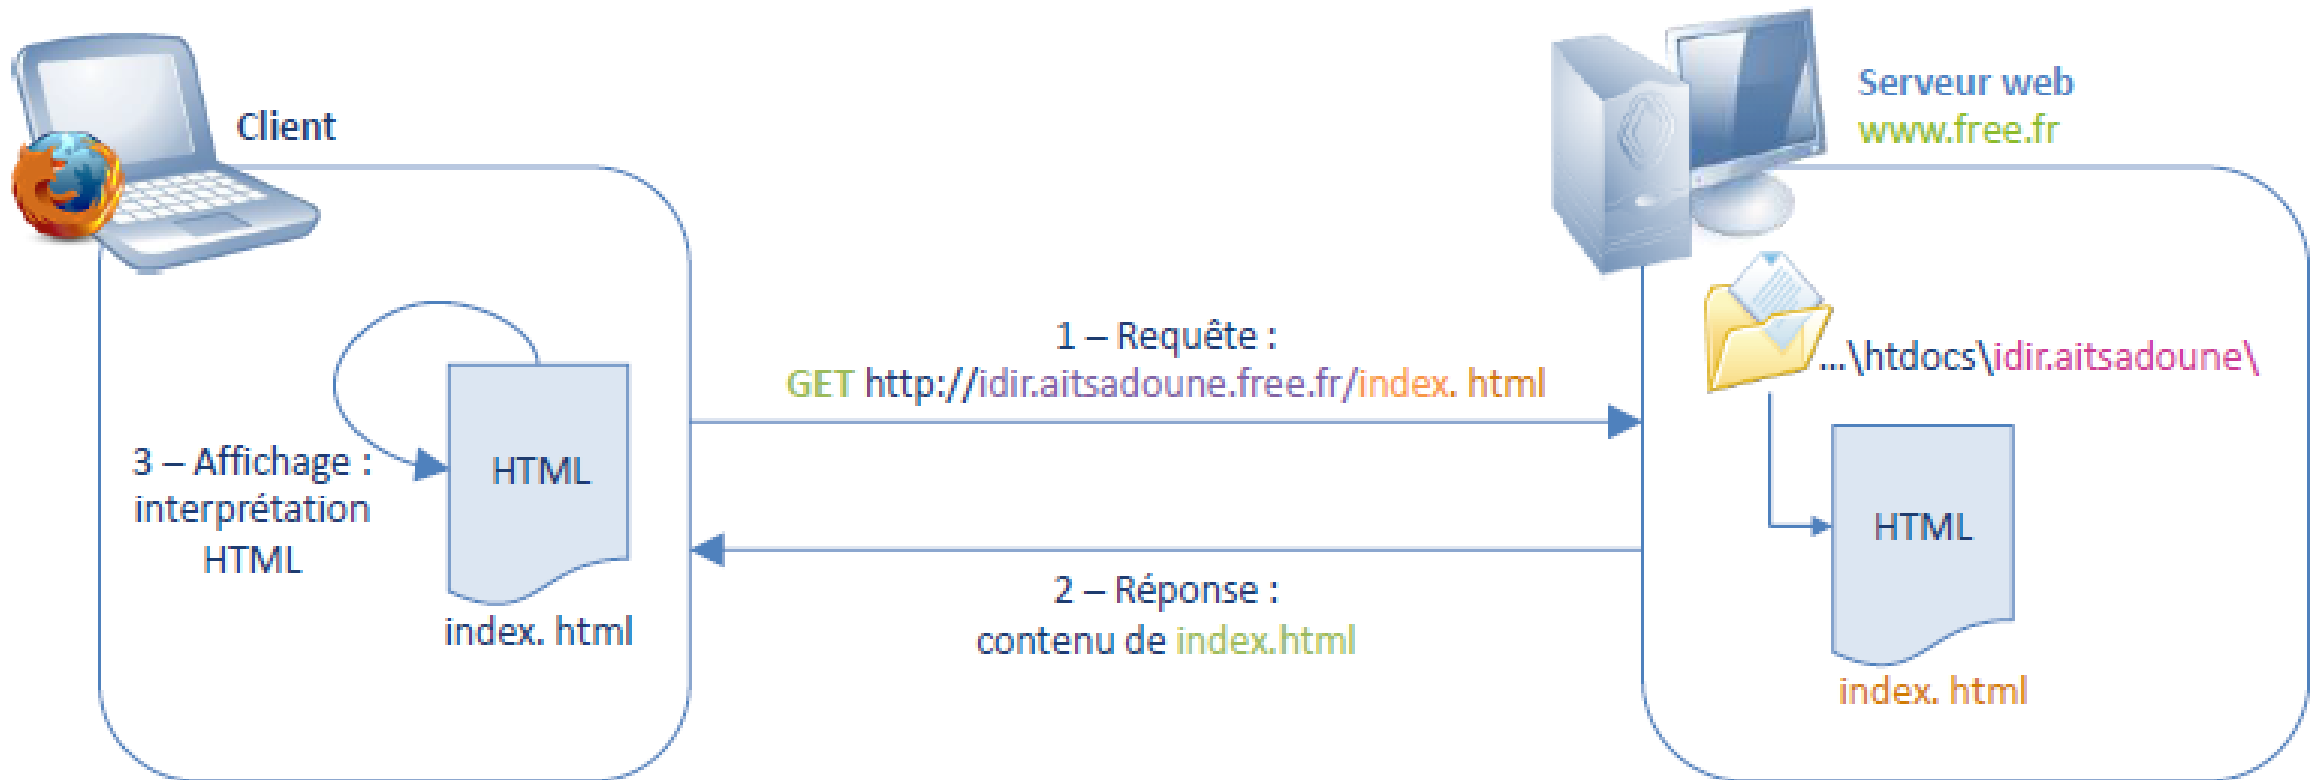 Client
Serveur web
www.free.fr
1 – Requête :
GET http://idir.aitsadoune.free.fr/index. html
...\htdocs\idir.aitsadoune\
3 – Affichage :
interprétation
HTML
HTML
index. html
2 – Réponse :
contenu de index.html
HTML
index. html